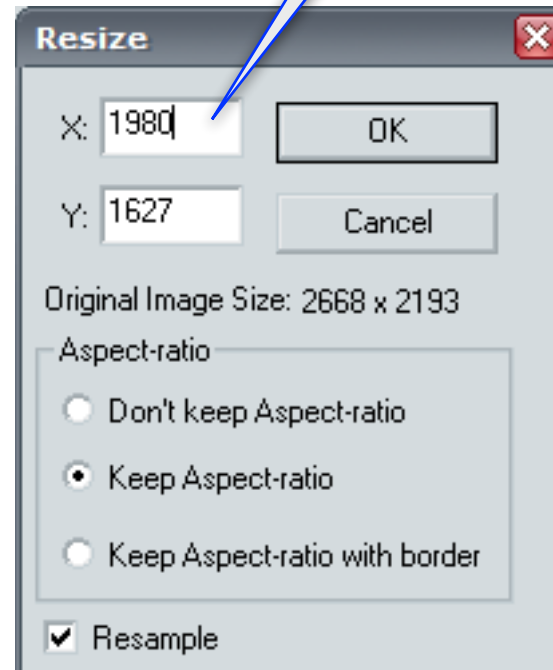 Resize
X: 1980 OK
Y: 1627 Cancel
Original Image Size: 2668 x 2193
Aspect-ratio
Don't keep Aspect-ratio
Keep Aspect-ratio
Keep Aspect-ratio with border
Resample